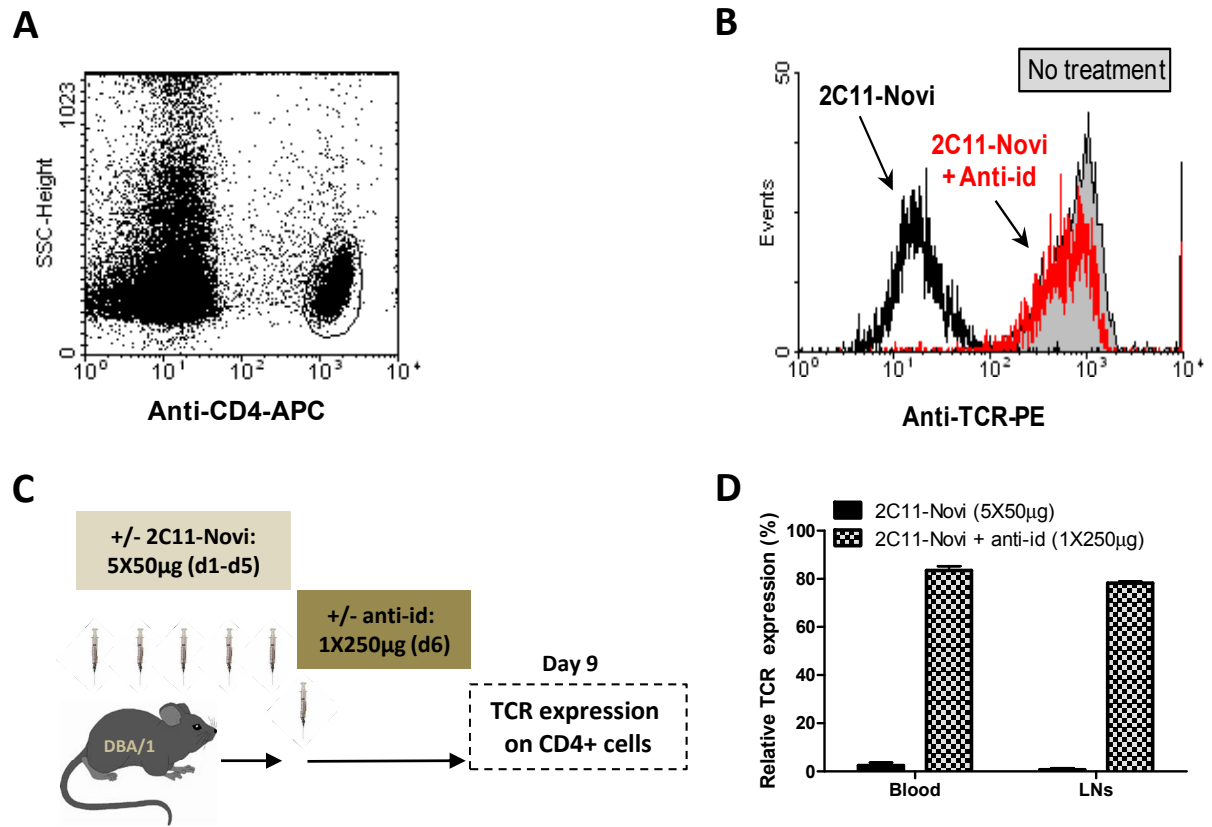 A
1023
SSC-Height
0
10⁰ 10¹ 10² 10³ 10⁴
Anti-CD4-APC
B
No treatment
50
2C11-Novi
2C11-Novi
+Anti-id
Events
0
10⁰ 10¹ 10² 10³ 10⁴
Anti-TCR-PE
C
+/- 2C11-Novi:
5X50µg (d1-d5)
+/- anti-id:
1X250µg (d6)
Day 9
TCR expression
on CD4+ cells
DBA/1
D
2C11-Novi (5X50µg)
2C11-Novi + anti-id (1X250µg)
Relative TCR expression (%)
100
80
60
40
20
0
Blood LNs